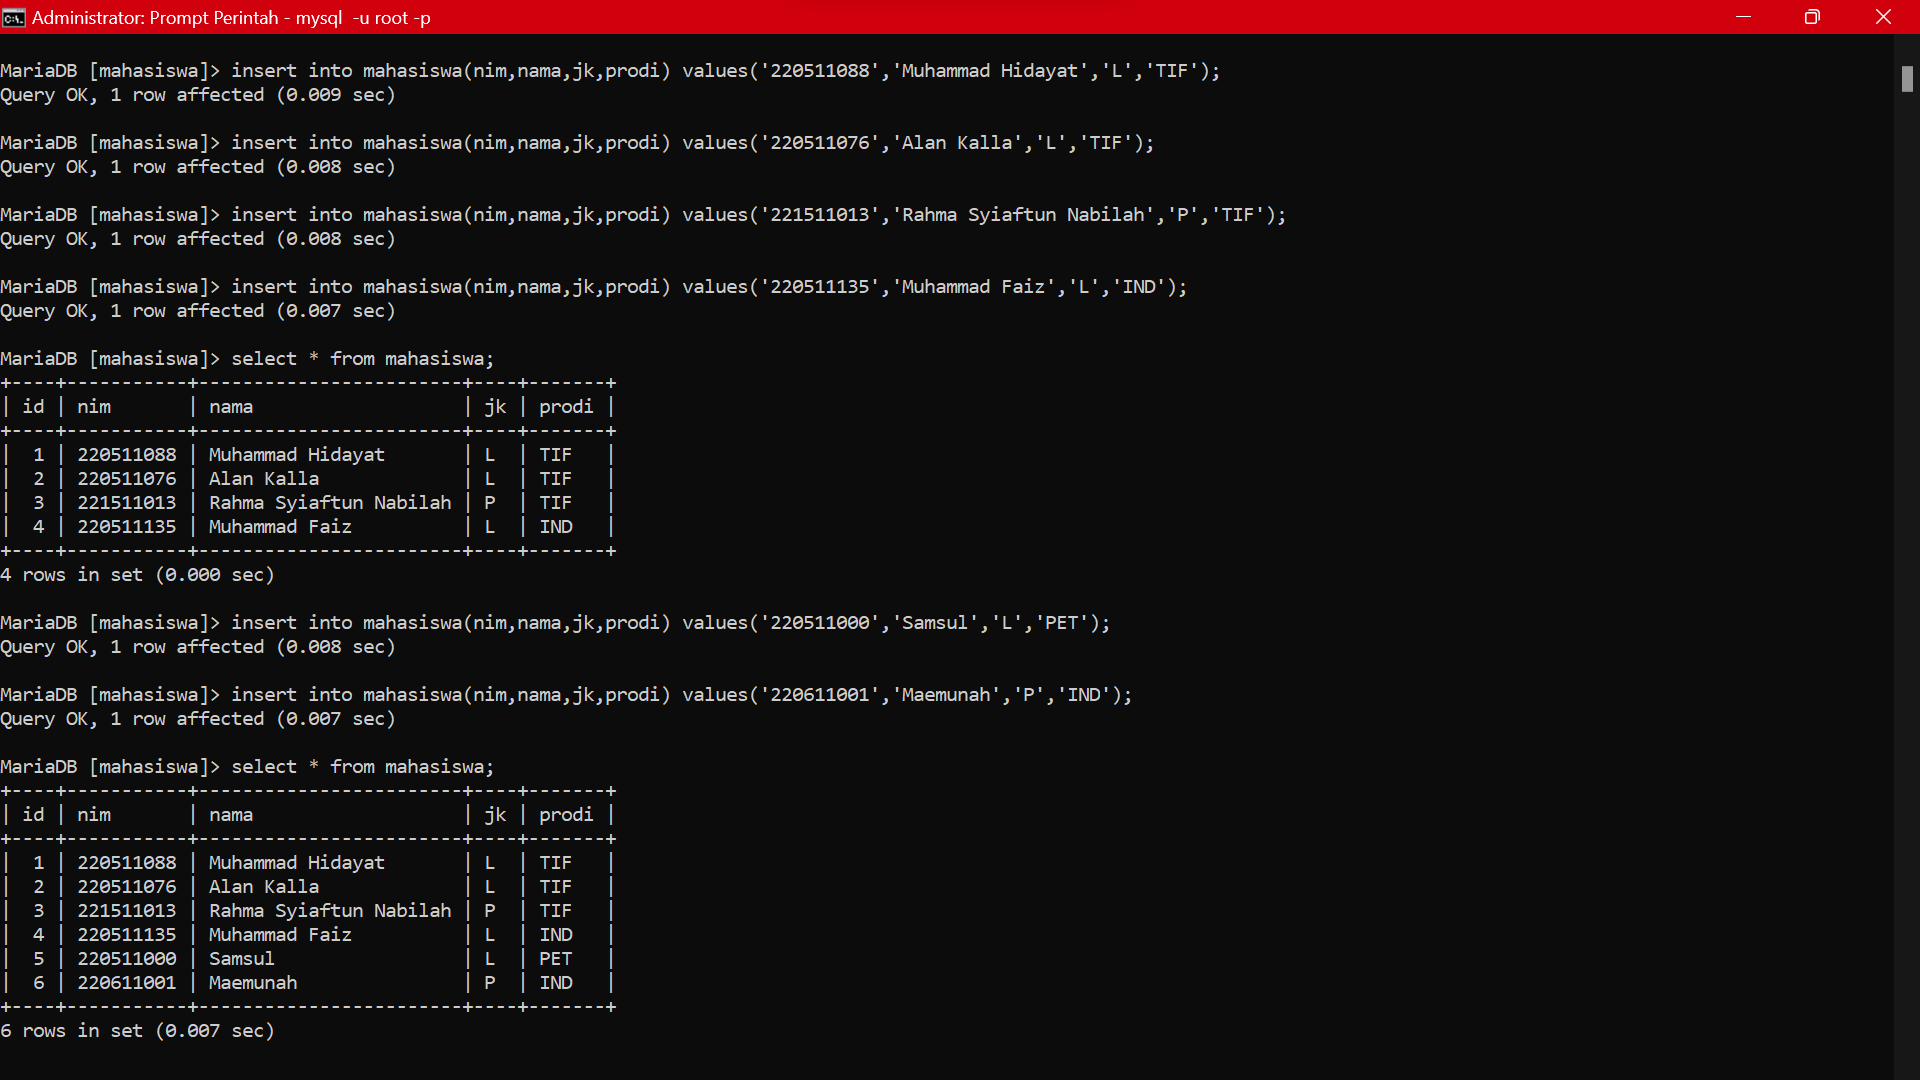 Administrator: Prompt Perintah - mysql  -u root -p
MariaDB [mahasiswa]> insert into mahasiswa(nim,nama,jk,prodi) values('220511088','Muhammad Hidayat','L','TIF');
Query OK, 1 row affected (0.009 sec)
MariaDB [mahasiswa]> insert into mahasiswa(nim,nama,jk,prodi) values('220511076','Alan Kalla','L','TIF');
Query OK, 1 row affected (0.008 sec)
MariaDB [mahasiswa]> insert into mahasiswa(nim,nama,jk,prodi) values('221511013','Rahma Syiaftun Nabilah','P','TIF');
Query OK, 1 row affected (0.008 sec)
MariaDB [mahasiswa]> insert into mahasiswa(nim,nama,jk,prodi) values('220511135','Muhammad Faiz','L','IND');
Query OK, 1 row affected (0.007 sec)
MariaDB [mahasiswa]> select * from mahasiswa;
+----+-----------+------------------------+----+-------+
| id | nim       | nama                   | jk | prodi |
+----+-----------+------------------------+----+-------+
|  1 | 220511088 | Muhammad Hidayat       | L  | TIF   |
|  2 | 220511076 | Alan Kalla             | L  | TIF   |
|  3 | 221511013 | Rahma Syiaftun Nabilah | P  | TIF   |
|  4 | 220511135 | Muhammad Faiz          | L  | IND   |
+----+-----------+------------------------+----+-------+
4 rows in set (0.000 sec)
MariaDB [mahasiswa]> insert into mahasiswa(nim,nama,jk,prodi) values('220511000','Samsul','L','PET');
Query OK, 1 row affected (0.008 sec)
MariaDB [mahasiswa]> insert into mahasiswa(nim,nama,jk,prodi) values('220611001','Maemunah','P','IND');
Query OK, 1 row affected (0.007 sec)
MariaDB [mahasiswa]> select * from mahasiswa;
+----+-----------+------------------------+----+-------+
| id | nim       | nama                   | jk | prodi |
+----+-----------+------------------------+----+-------+
|  1 | 220511088 | Muhammad Hidayat       | L  | TIF   |
|  2 | 220511076 | Alan Kalla             | L  | TIF   |
|  3 | 221511013 | Rahma Syiaftun Nabilah | P  | TIF   |
|  4 | 220511135 | Muhammad Faiz          | L  | IND   |
|  5 | 220511000 | Samsul                 | L  | PET   |
|  6 | 220611001 | Maemunah               | P  | IND   |
+----+-----------+------------------------+----+-------+
6 rows in set (0.007 sec)